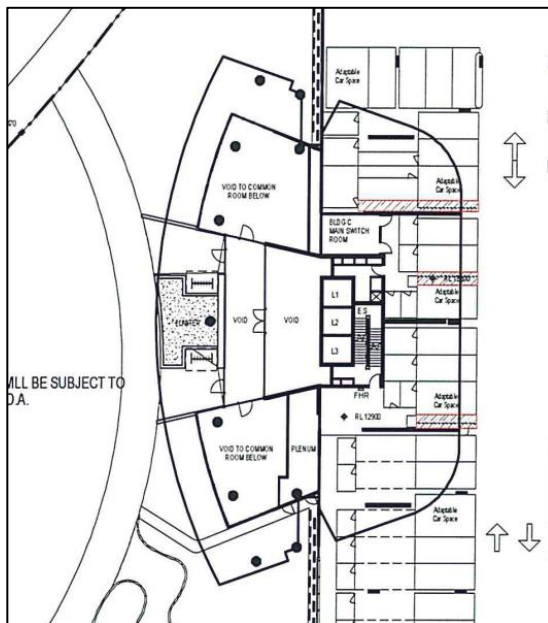 Adaptable
Car Space
Adaptable
Car Space
VOID TO COMMON
ROOM BELOW
BLDG C
MAIN SWITCH
ROOM
Adaptable
Car Space
L1
L2
L3
E S
VOID
VOID
PLANTER
WILL BE SUBJECT TO
D.A.
FHR
RL 12900
Adaptable
Car Space
VOID TO COMMON
ROOM BELOW
PLENUM
Adaptable
Car Space